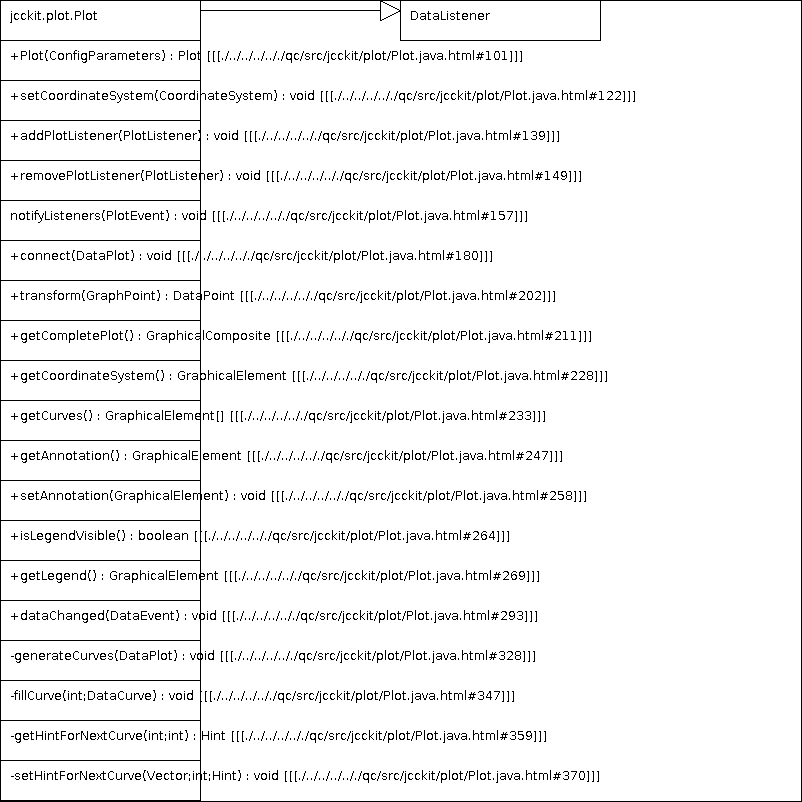 jcckit.plot.Plot
DataListener
+Plot(ConfigParameters) : Plot [[[./../../../../../qc/src/jcckit/plot/Plot.java.html#101]]]
+setCoordinateSystem(CoordinateSystem) : void [[[./../../../../../qc/src/jcckit/plot/Plot.java.html#122]]]
+addPlotListener(PlotListener) : void [[[./../../../../../qc/src/jcckit/plot/Plot.java.html#139]]]
+removePlotListener(PlotListener) : void [[[./../../../../../qc/src/jcckit/plot/Plot.java.html#149]]]
notifyListeners(PlotEvent) : void [[[./../../../../../qc/src/jcckit/plot/Plot.java.html#157]]]
+connect(DataPlot) : void [[[./../../../../../qc/src/jcckit/plot/Plot.java.html#180]]]
+transform(GraphPoint) : DataPoint [[[./../../../../../qc/src/jcckit/plot/Plot.java.html#202]]]
+getCompletePlot() : GraphicalComposite [[[./../../../../../qc/src/jcckit/plot/Plot.java.html#211]]]
+getCoordinateSystem() : GraphicalElement [[[./../../../../../qc/src/jcckit/plot/Plot.java.html#228]]]
+getCurves() : GraphicalElement[] [[[./../../../../../qc/src/jcckit/plot/Plot.java.html#233]]]
+getAnnotation() : GraphicalElement [[[./../../../../../qc/src/jcckit/plot/Plot.java.html#247]]]
+setAnnotation(GraphicalElement) : void [[[./../../../../../qc/src/jcckit/plot/Plot.java.html#258]]]
+isLegendVisible() : boolean [[[./../../../../../qc/src/jcckit/plot/Plot.java.html#264]]]
+getLegend() : GraphicalElement [[[./../../../../../qc/src/jcckit/plot/Plot.java.html#269]]]
+dataChanged(DataEvent) : void [[[./../../../../../qc/src/jcckit/plot/Plot.java.html#293]]]
-generateCurves(DataPlot) : void [[[./../../../../../qc/src/jcckit/plot/Plot.java.html#328]]]
-fillCurve(int;DataCurve) : void [[[./../../../../../qc/src/jcckit/plot/Plot.java.html#347]]]
-getHintForNextCurve(int;int) : Hint [[[./../../../../../qc/src/jcckit/plot/Plot.java.html#359]]]
-setHintForNextCurve(Vector;int;Hint) : void [[[./../../../../../qc/src/jcckit/plot/Plot.java.html#370]]]